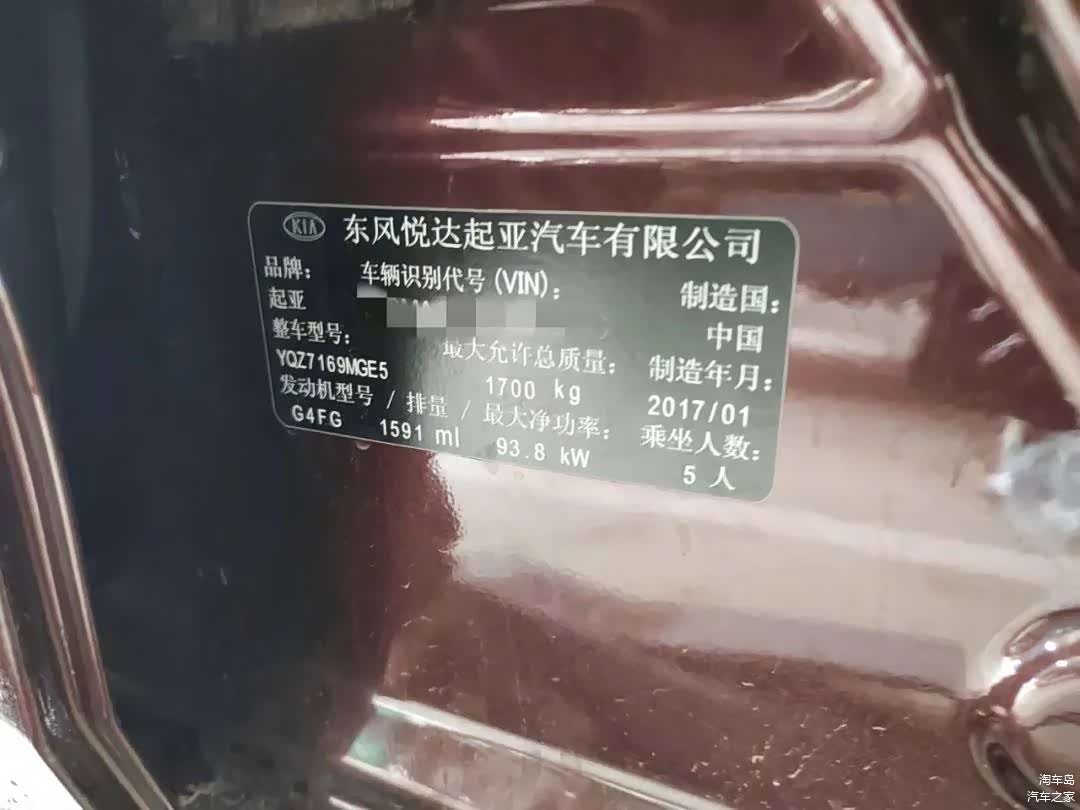 KIA 东风悦达起亚汽车有限公司
品牌: 车辆识别代号(VIN): 制造国:
起亚 中国
整车型号: 最大允许总质量: 制造年月:
YQZ7169MGE5 1700 kg 2017/01
发动机型号 / 排量 / 最大净功率: 乘坐人数:
G4FG 1591 ml 93.8 kW 5 人
淘车岛
汽车之家